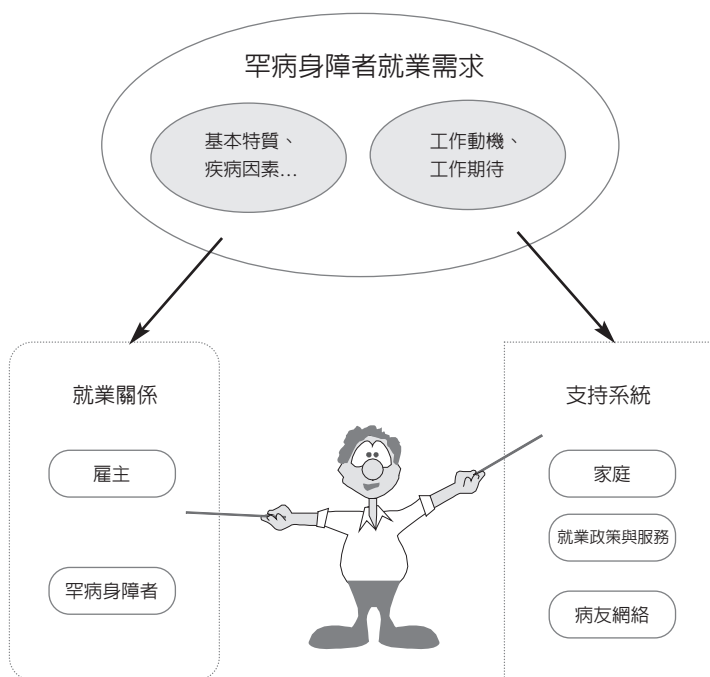 罕病身障者就業需求
基本特質、
疾病因素...
工作動機、
工作期待
就業關係
雇主
罕病身障者
支持系統
家庭
就業政策與服務
病友網絡